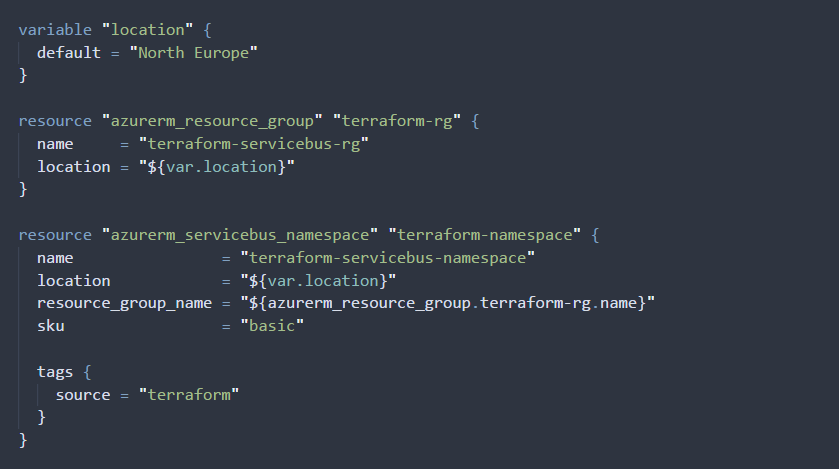 variable "location" {
  default = "North Europe"
}

resource "azurerm_resource_group" "terraform-rg" {
  name     = "terraform-servicebus-rg"
  location = "${var.location}"
}

resource "azurerm_servicebus_namespace" "terraform-namespace" {
  name                = "terraform-servicebus-namespace"
  location            = "${var.location}"
  resource_group_name = "${azurerm_resource_group.terraform-rg.name}"
  sku                 = "basic"

  tags {
    source = "terraform"
  }
}